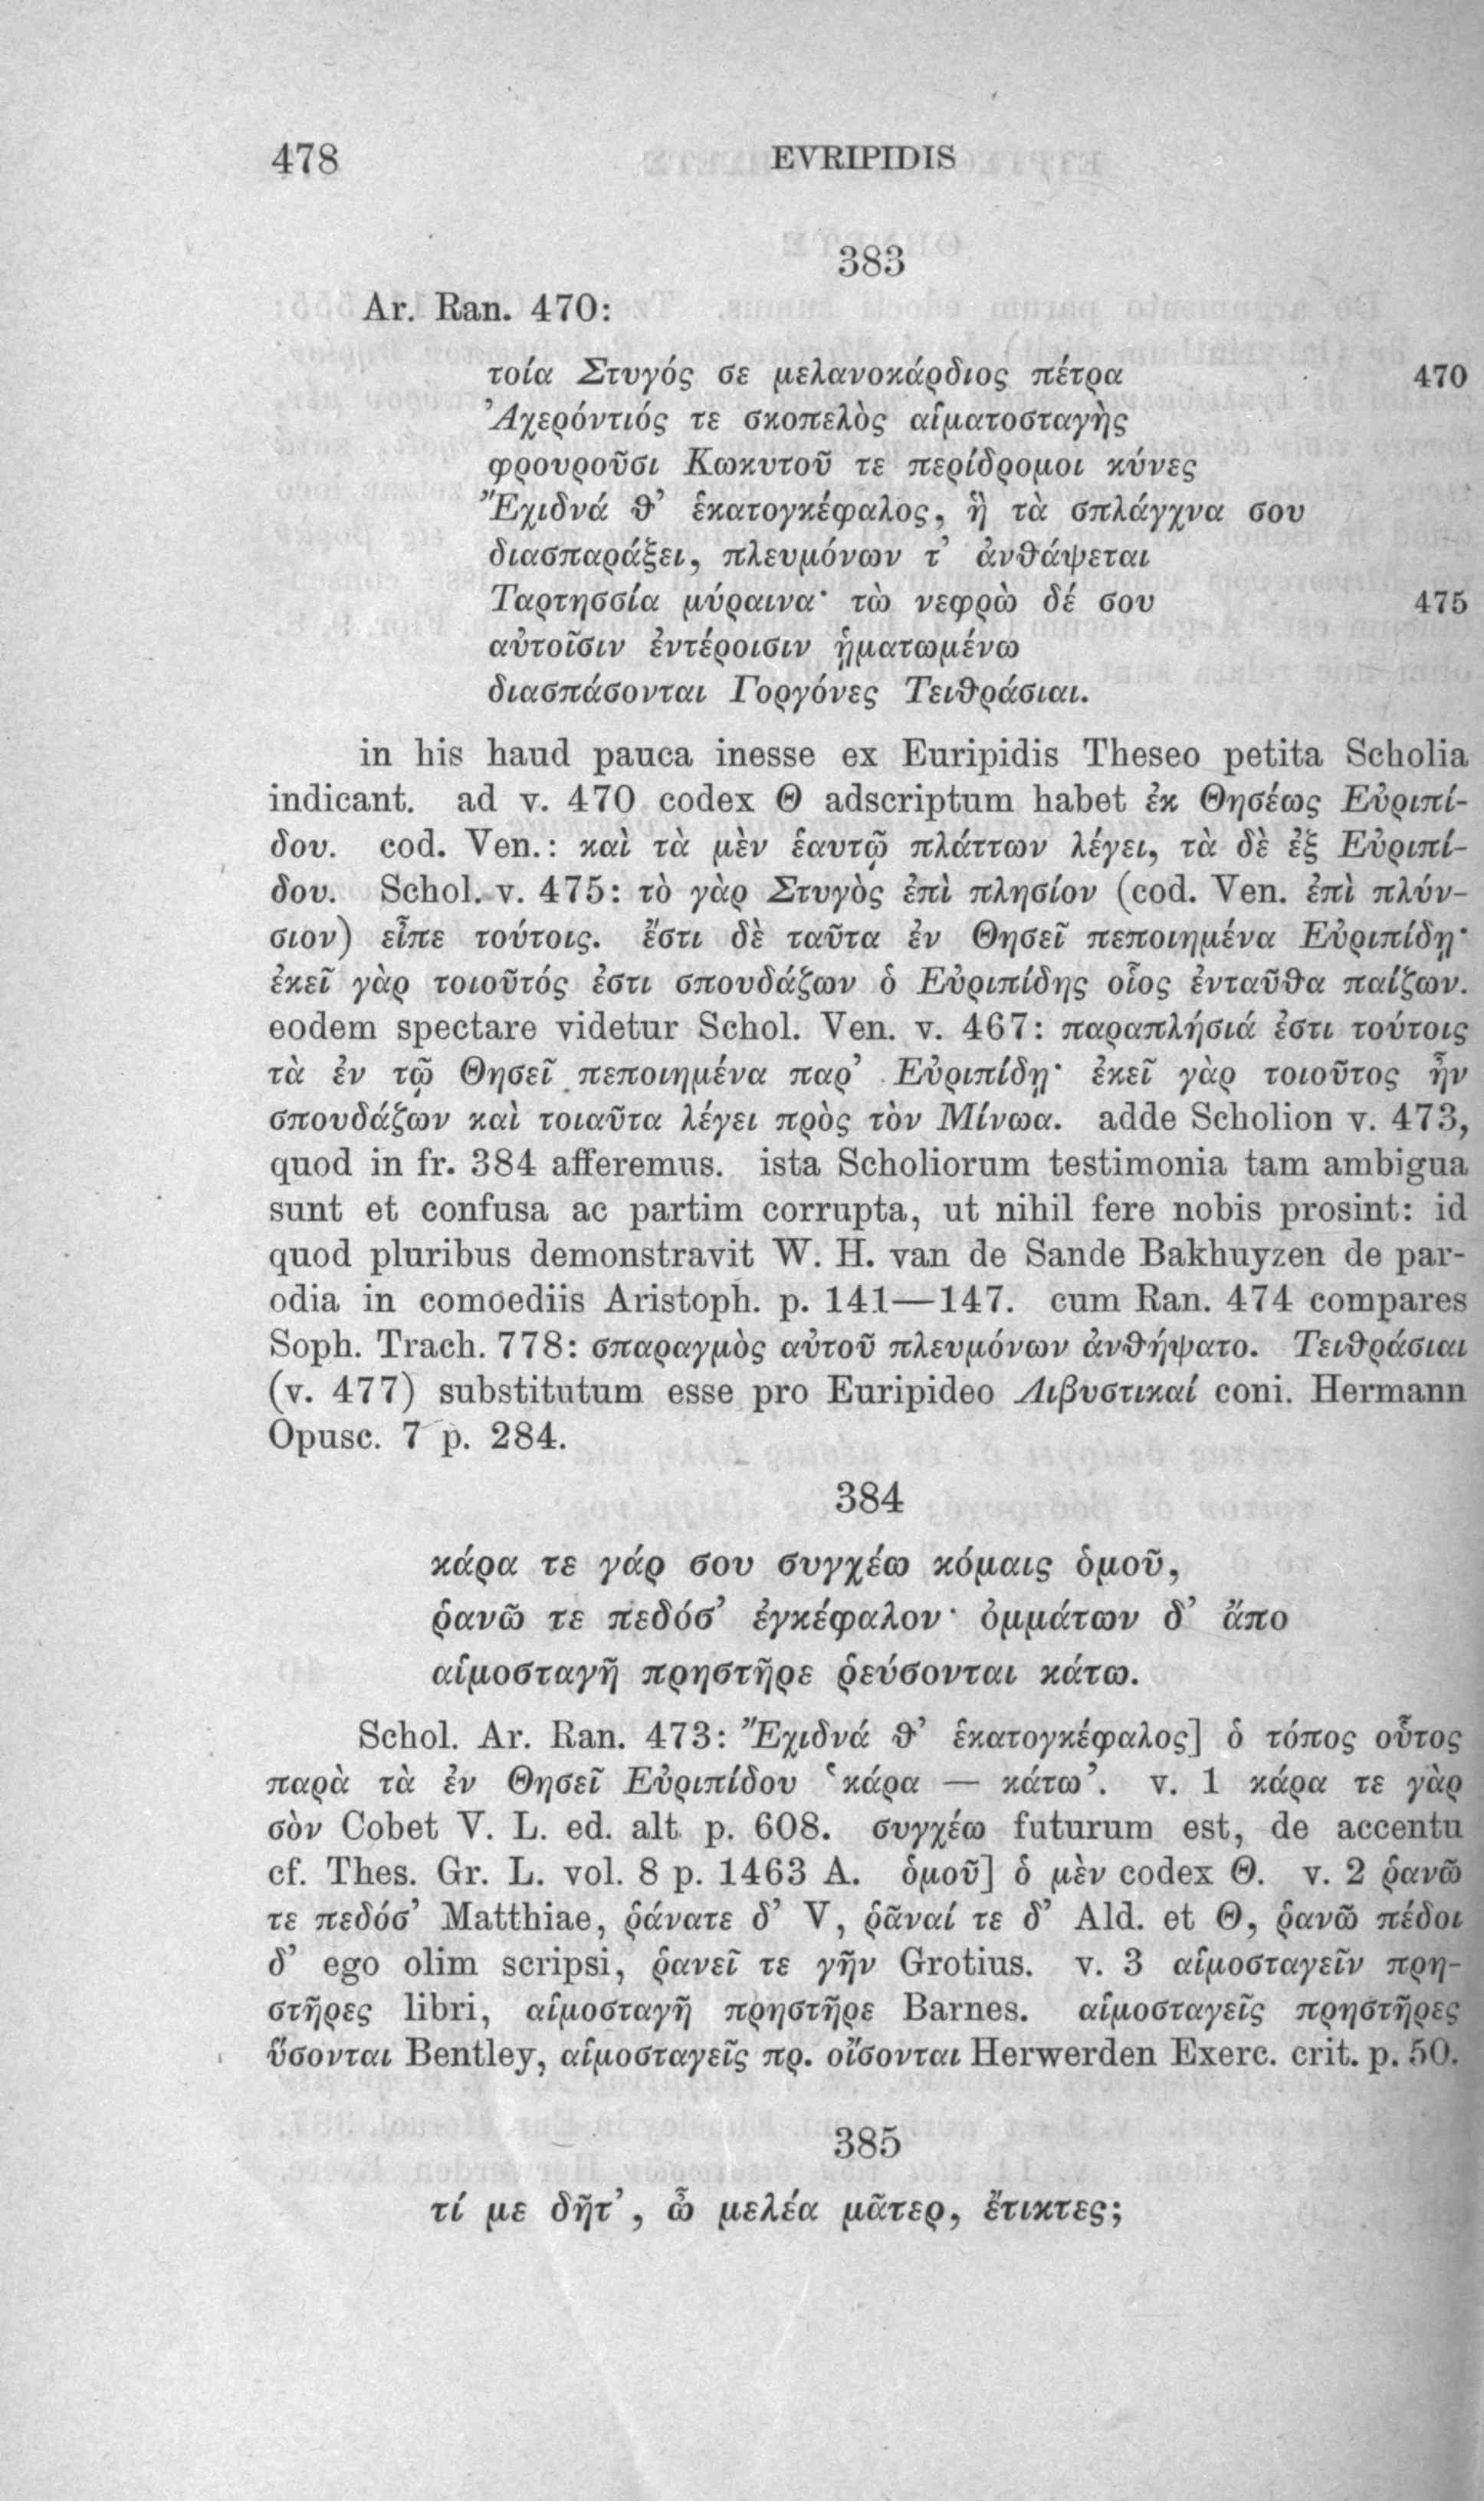 478 EVRIPIDIS
383
Ar. Ran. 470:
τοία Στυγός σε μελανοκάρδιος πέτρα 470
Ἀχερόντιός τε σκοπελὸς αἱματοσταγὴς
φρουροῦσι Κωκυτοῦ τε περίδρομοι κύνες
Ἔχιδνά θ’ ἑκατογκέφαλος, ἣ τὰ σπλάγχνα σου
διασπαράξει, πλευμόνων τ’ ἀνθάψεται
Ταρτησσία μύραινα· τὼ νεφρὼ δέ σου 475
αὐτοῖσιν ἐντέροισιν ᾑματωμένω
διασπάσονται Γοργόνες Τειθράσιαι.
in his haud pauca inesse ex Euripidis Theseo petita Scholia
indicant. ad v. 470 codex Θ adscriptum habet ἐκ Θησέως Εὐριπί-
δου. cod. Ven.: καὶ τὰ μὲν ἑαυτῷ πλάττων λέγει, τὰ δὲ ἐξ Εὐριπί-
δου. Schol. v. 475: τὸ γὰρ Στυγὸς ἐπὶ πλησίον (cod. Ven. ἐπὶ πλύν-
σιον) εἶπε τούτοις. ἔστι δὲ ταῦτα ἐν Θησεῖ πεποιημένα Εὐριπίδῃ·
ἐκεῖ γὰρ τοιοῦτός ἐστι σπουδάζων ὁ Εὐριπίδης οἷος ἐνταῦθα παίζων.
eodem spectare videtur Schol. Ven. v. 467: παραπλήσιά ἐστι τούτοις
τὰ ἐν τῷ Θησεῖ πεποιημένα παρ’ Εὐριπίδῃ· ἐκεῖ γὰρ τοιοῦτος ἦν
σπουδάζων καὶ τοιαῦτα λέγει πρὸς τὸν Μίνωα. adde Scholion v. 473,
quod in fr. 384 afferemus. ista Scholiorum testimonia tam ambigua
sunt et confusa ac partim corrupta, ut nihil fere nobis prosint: id
quod pluribus demonstravit W. H. van de Sande Bakhuyzen de par-
odia in comoediis Aristoph. p. 141—147. cum Ran. 474 compares
Soph. Trach. 778: σπαραγμὸς αὐτοῦ πλευμόνων ἀνθήψατο. Τειθράσιαι
(v. 477) substitutum esse pro Euripideo Λιβυστικαί coni. Hermann
Opusc. 7 p. 284.
384
κάρα τε γάρ σου συγχέω κόμαις ὁμοῦ,
ῥανῶ τε πεδόσ’ ἐγκέφαλον· ὀμμάτων δ’ ἄπο
αἱμοσταγῆ πρηστῆρε ῥεύσονται κάτω.
Schol. Ar. Ran. 473: Ἔχιδνά θ’ ἑκατογκέφαλος] ὁ τόπος οὗτος
παρὰ τὰ ἐν Θησεῖ Εὐριπίδου ‘κάρα — κάτω’. v. 1 κάρα τε γὰρ
σὸν Cobet V. L. ed. alt. p. 608. συγχέω futurum est, de accentu
cf. Thes. Gr. L. vol. 8 p. 1463 A. ὁμοῦ] ὁ μὲν codex Θ. v. 2 ῥανῶ
τε πεδόσ’ Matthiae, ῥάνατε δ’ V, ῥᾶναί τε δ’ Ald. et Θ, ῥανῶ πέδοι
δ’ ego olim scripsi, ῥανεῖ τε γῆν Grotius. v. 3 αἱμοσταγεῖν πρη-
στῆρες libri, αἱμοσταγῆ πρηστῆρε Barnes. αἱμοσταγεῖς πρηστῆρες
ὕσονται Bentley, αἱμοσταγεῖς πρ. οἴσονται Herwerden Exerc. crit. p. 50.
385
τί με δῆτ’, ὦ μελέα μᾶτερ, ἔτικτες;